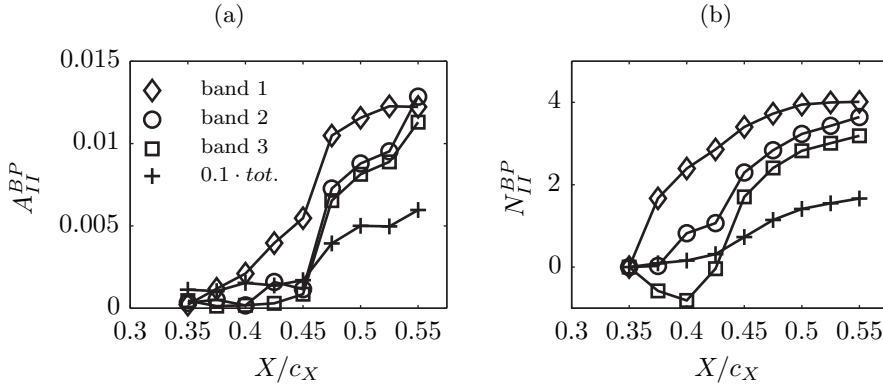 (a)
0.015
0.01
0.005
0
A_{II}^{BP}
band 1
band 2
band 3
0.1 · tot.
0.3 0.35 0.4 0.45 0.5 0.55
X/c_X
(b)
4
2
0
N_{II}^{BP}
0.3 0.35 0.4 0.45 0.5 0.55
X/c_X